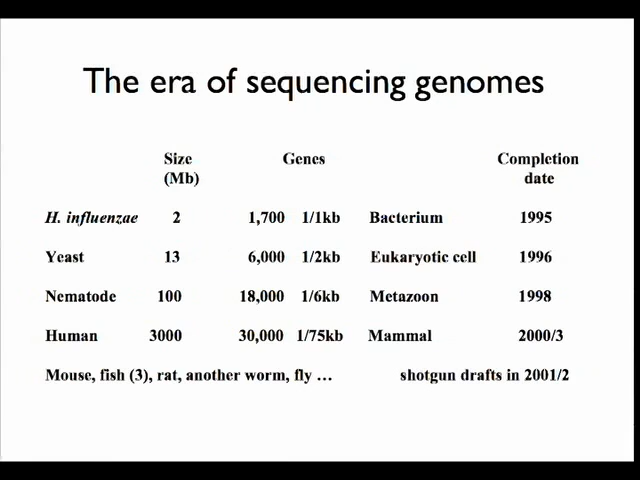 The era of sequencing genomes
Size (Mb) Genes Completion date
H. influenzae 2 1,700 1/1kb Bacterium 1995
Yeast 13 6,000 1/2kb Eukaryotic cell 1996
Nematode 100 18,000 1/6kb Metazoon 1998
Human 3000 30,000 1/75kb Mammal 2000/3
Mouse, fish (3), rat, another worm, fly … shotgun drafts in 2001/2